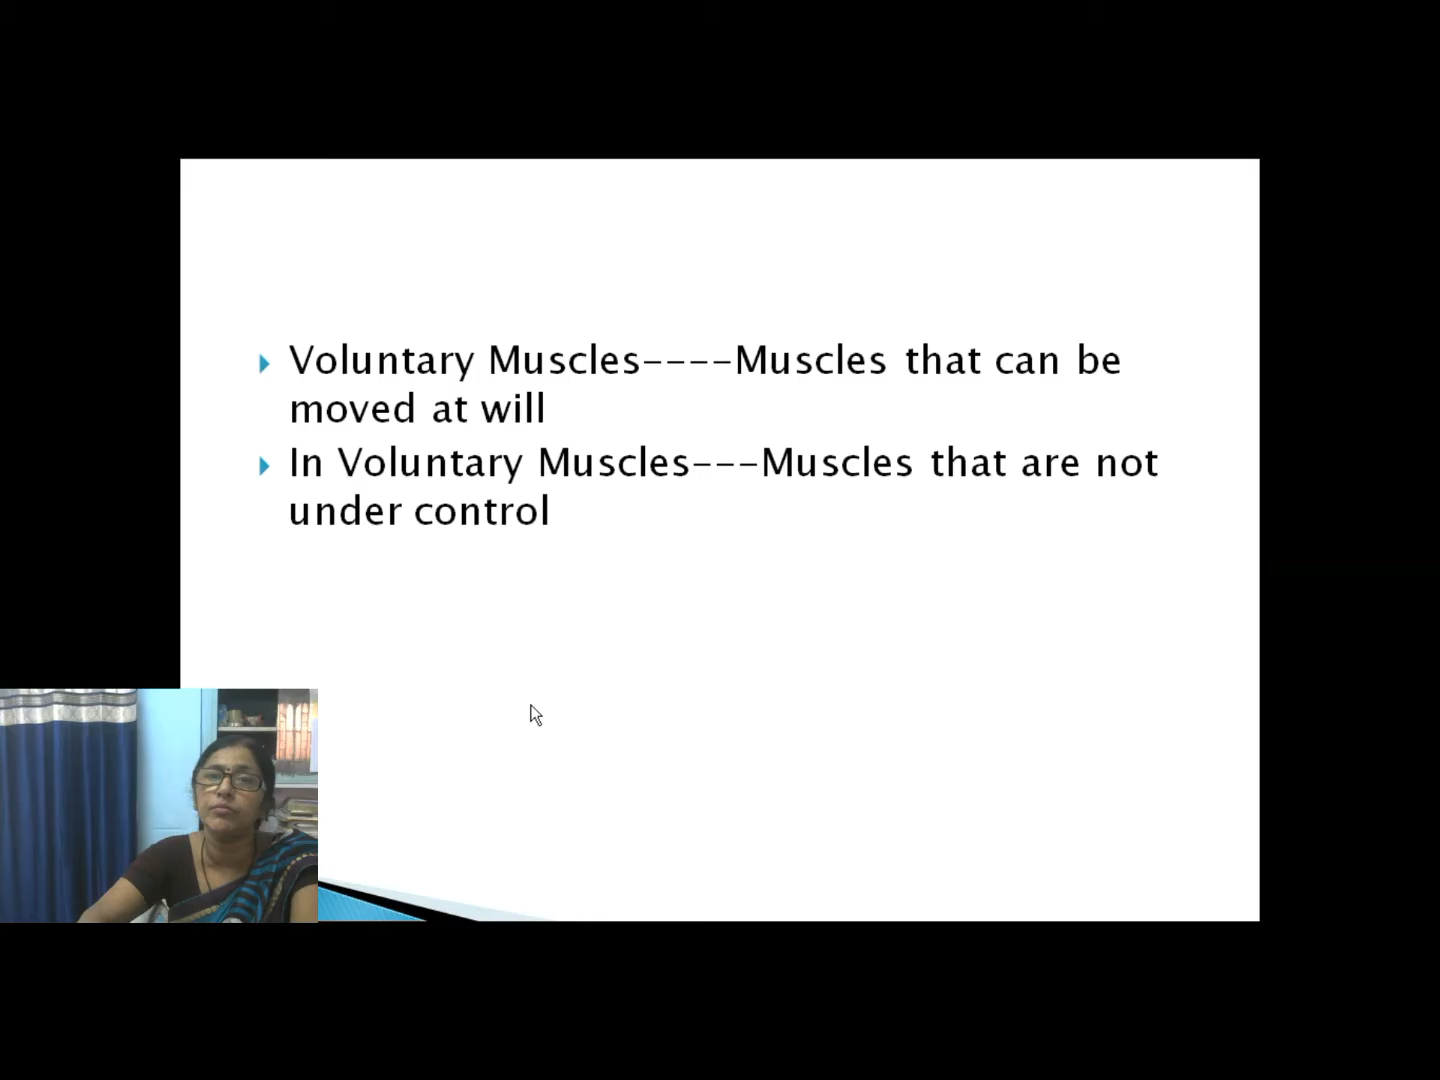 Voluntary Muscles----Muscles that can be
moved at will
In Voluntary Muscles---Muscles that are not
under control